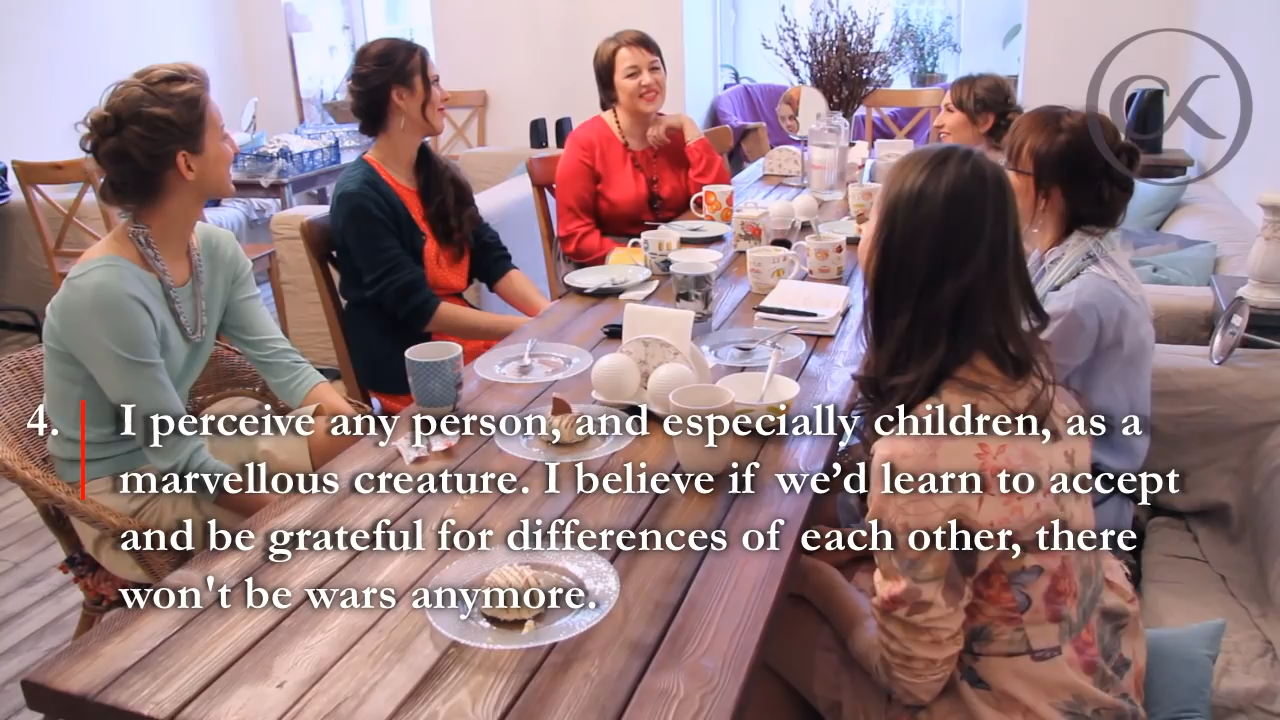 CK
4. I perceive any person, and especially children, as a
marvellous creature. I believe if we’d learn to accept
and be grateful for differences of each other, there
won't be wars anymore.